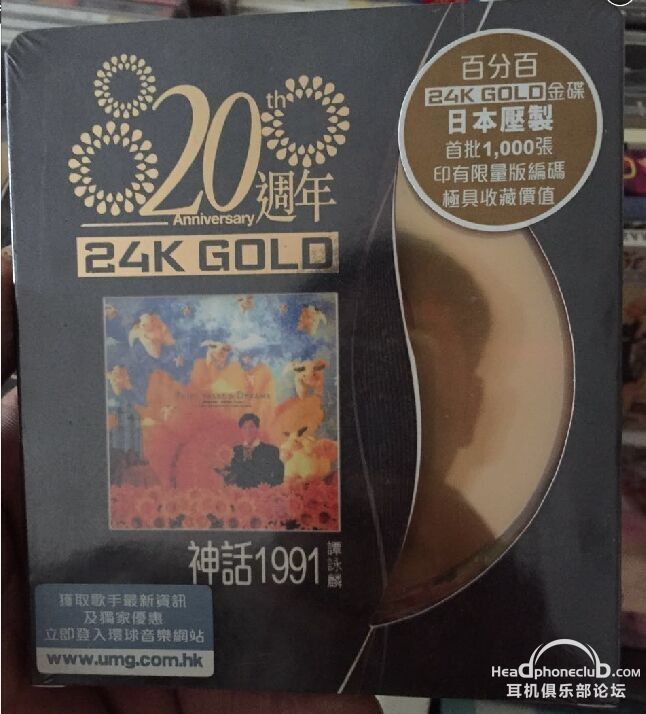 20th
週年
Anniversary
24K GOLD
百分百
24K GOLD金碟
日本壓製
首批1,000張
印有限量版編碼
極具收藏價值
神話1991
譚詠麟
獲取歌手最新資訊
及獨家優惠
立即登入環球音樂網站
www.umg.com.hk
Headphoneclub.com
耳机俱乐部论坛